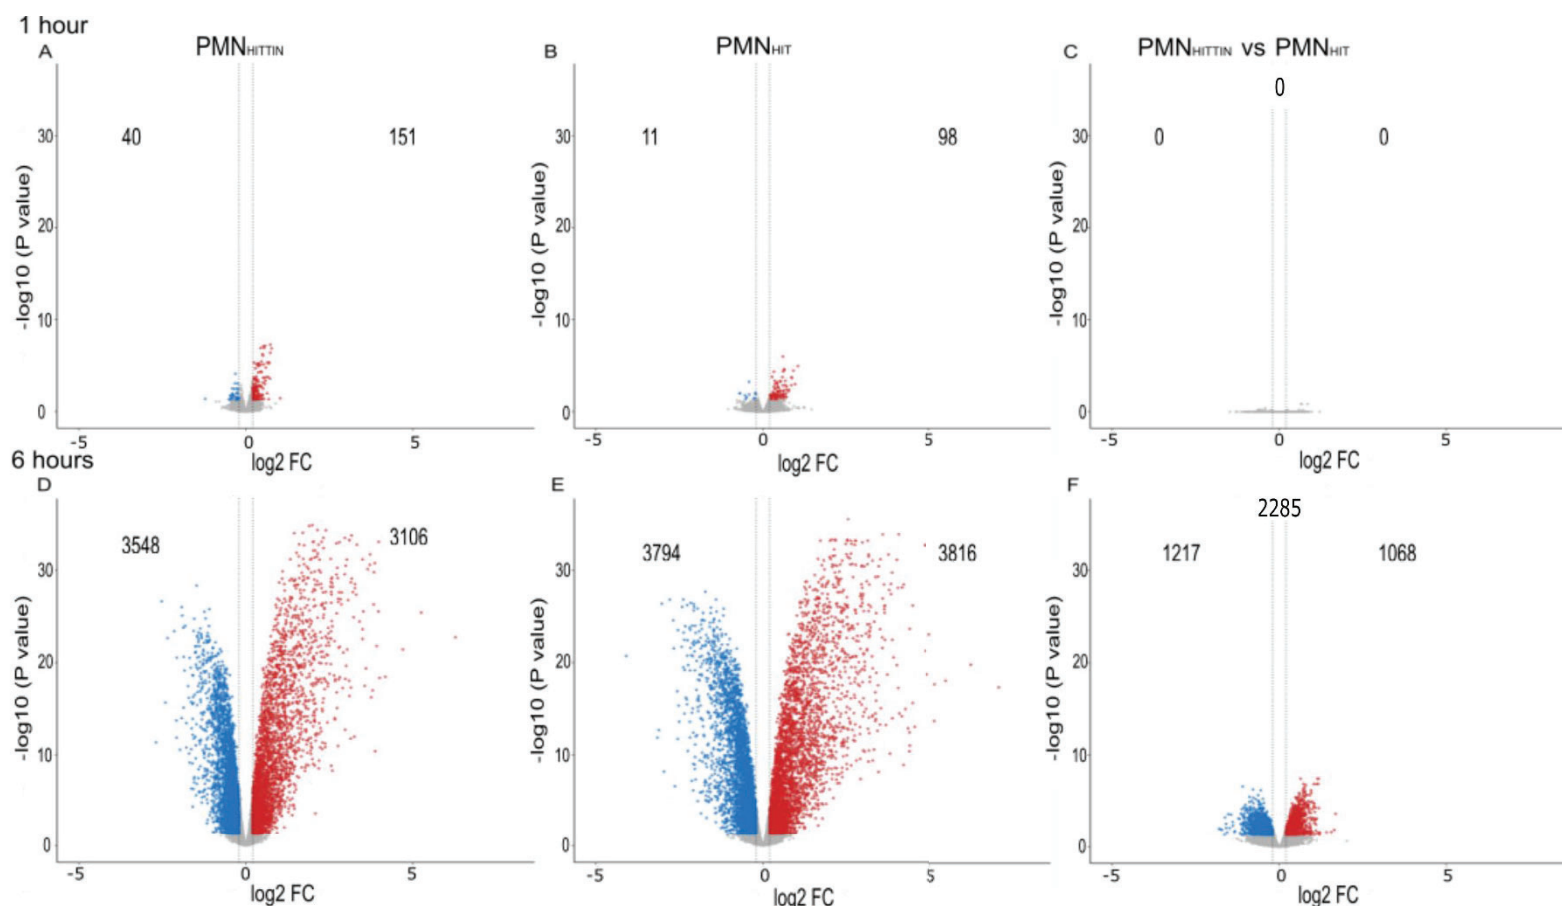 1 hour
A
PMNHITTIN
40
151
30
20
10
0
-log10 (P value)
-5
0
5
log2 FC
B
PMNHIT
11
98
30
20
10
0
-log10 (P value)
-5
0
5
log2 FC
C
PMNHITTIN vs PMNHIT
0
0
0
30
20
10
0
-log10 (P value)
-5
0
5
log2 FC
6 hours
D
3548
3106
30
20
10
0
-log10 (P value)
-5
0
5
log2 FC
E
3794
3816
30
20
10
0
-log10 (P value)
-5
0
5
log2 FC
F
2285
1217
1068
30
20
10
0
-log10 (P value)
-5
0
5
log2 FC